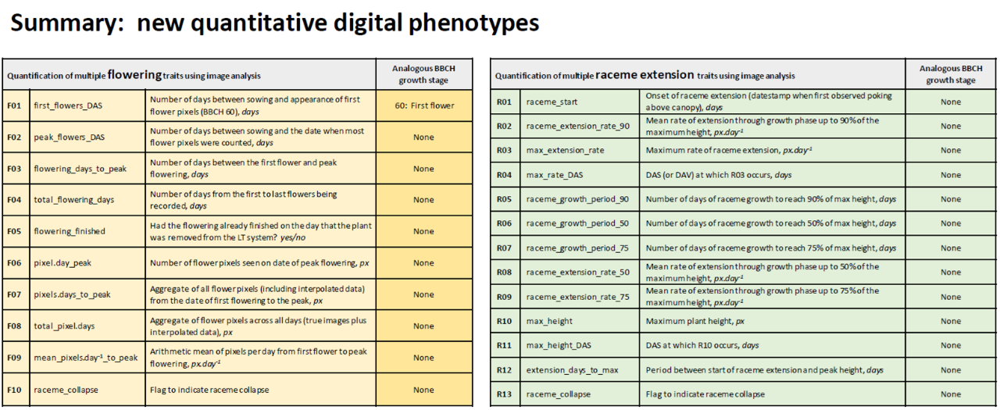 Summary: new quantitative digital phenotypes
Quantification of multiple flowering traits using image analysis
Analogous BBCH
growth stage
F01 first_flowers_DAS Number of days between sowing and appearance of first
flower pixels (BBCH 60), days
60: First flower
F02 peak_flowers_DAS Number of days between sowing and the date when most
flower pixels were counted, days
None
F03 flowering_days_to_peak Number of days between the first flower and peak
flowering, days
None
F04 total_flowering_days Number of days from the first to last flowers being
recorded, days
None
F05 flowering_finished Had the flowering already finished on the day that the plant
was removed from the LT system? yes/no
None
F06 pixel.day_peak Number of flower pixels seen on date of peak flowering, px None
F07 pixels.days_to_peak Aggregate of all flower pixels (including interpolated data)
from the date of first flowering to the peak, px
None
F08 total_pixel.days Aggregate of flower pixels across all days (true images plus
interpolated data), px
None
F09 mean_pixels.day⁻¹_to_peak Arithmetic mean of pixels per day from first flower to peak
flowering, px.day⁻¹
None
F10 raceme_collapse Flag to indicate raceme collapse None
Quantification of multiple raceme extension traits using image analysis
Analogous BBCH
growth stage
R01 raceme_start Onset of raceme extension (datestamp when first observed poking
above canopy), days
None
R02 raceme_extension_rate_90 Mean rate of extension through growth phase up to 90% of the
maximum height, px.day⁻¹
None
R03 max_extension_rate Maximum rate of raceme extension, px.day⁻¹ None
R04 max_rate_DAS DAS (or DAV) at which R03 occurs, days None
R05 raceme_growth_period_90 Number of days of raceme growth to reach 90% of max height, days None
R06 raceme_growth_period_50 Number of days of raceme growth to reach 50% of max height, days None
R07 raceme_growth_period_75 Number of days of raceme growth to reach 75% of max height, days None
R08 raceme_extension_rate_50 Mean rate of extension through growth phase up to 50% of the
maximum height, px.day⁻¹
None
R09 raceme_extension_rate_75 Mean rate of extension through growth phase up to 75% of the
maximum height, px.day⁻¹
None
R10 max_height Maximum plant height, px None
R11 max_height_DAS DAS at which R10 occurs, days None
R12 extension_days_to_max Period between start of raceme extension and peak height, days None
R13 raceme_collapse Flag to indicate raceme collapse None